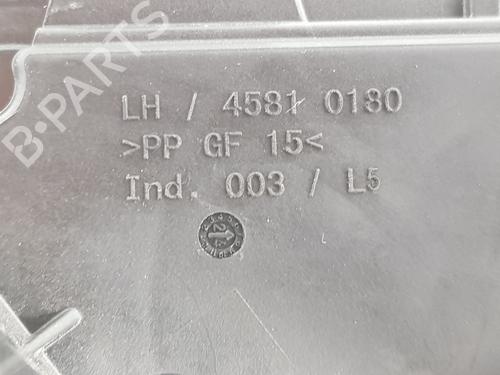 B-PARTS
LH / 4581 0180
>PP GF 15<
Ind. 003 / L5